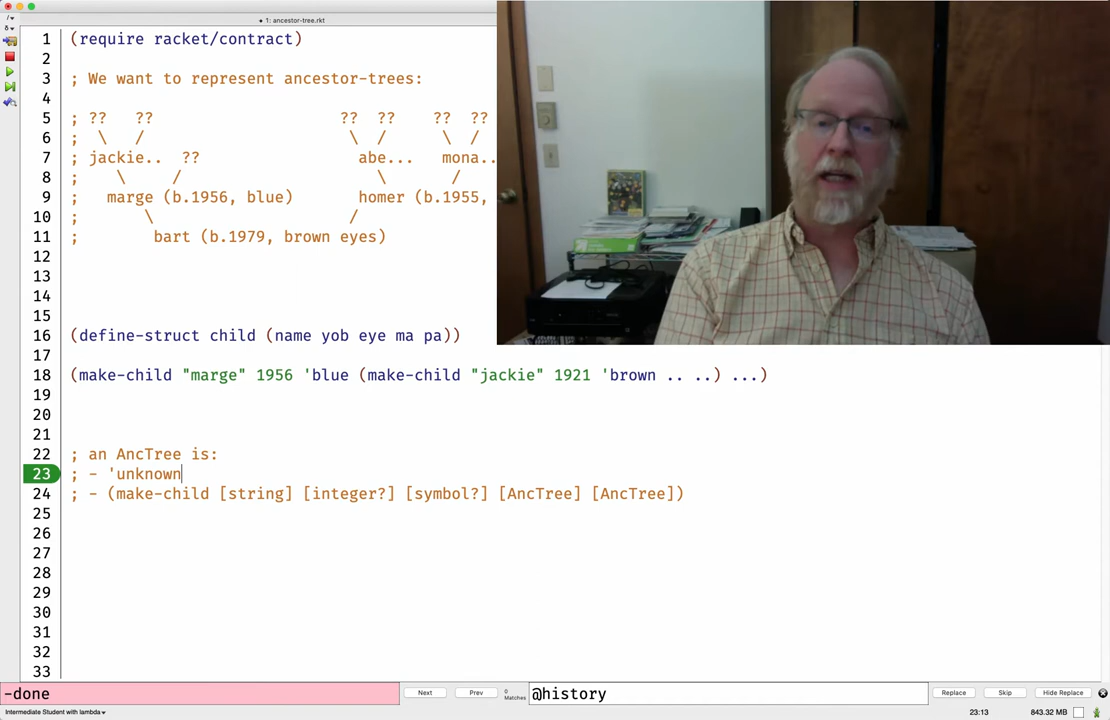 1: ancestor-tree.rkt
1 (require racket/contract)
2
3 ; We want to represent ancestor-trees:
4
5 ; ?? ?? ?? ?? ?? ??
6 ; \ / \ / \ /
7 ; jackie.. ?? abe... mona..
8 ; \ / \ /
9 ; marge (b.1956, blue) homer (b.1955,
10 ; \ /
11 ; bart (b.1979, brown eyes)
12
13
14
15
16 (define-struct child (name yob eye ma pa))
17
18 (make-child "marge" 1956 'blue (make-child "jackie" 1921 'brown .. ..) ...)
19
20
21
22 ; an AncTree is:
23 ; - 'unknown
24 ; - (make-child [string] [integer?] [symbol?] [AncTree] [AncTree])
25
26
27
28
29
30
31
32
33
-done Next Prev 0 Matches @history Replace Skip Hide Replace
Intermediate Student with lambda 23:13 843.32 MB